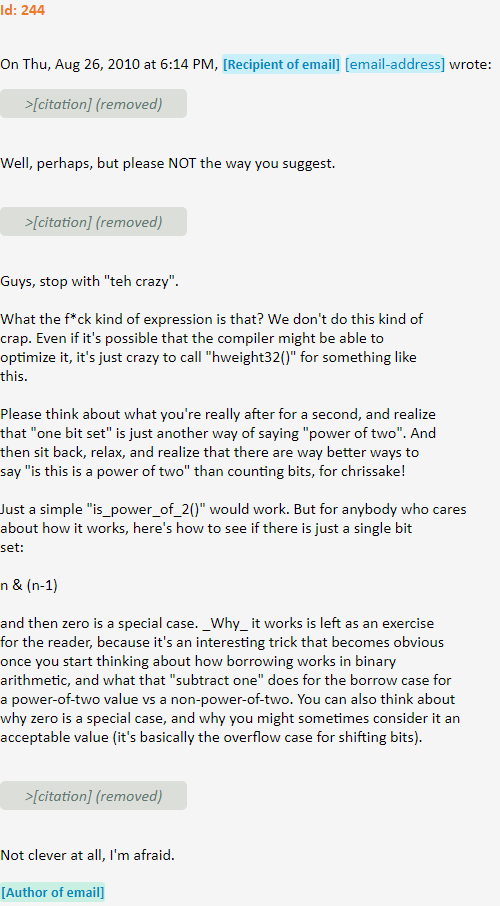 Id: 244
On Thu, Aug 26, 2010 at 6:14 PM, [Recipient of email] [email-address] wrote:
>[citation] (removed)
Well, perhaps, but please NOT the way you suggest.
>[citation] (removed)
Guys, stop with "teh crazy".
What the f*ck kind of expression is that? We don't do this kind of
crap. Even if it's possible that the compiler might be able to
optimize it, it's just crazy to call "hweight32()" for something like
this.
Please think about what you're really after for a second, and realize
that "one bit set" is just another way of saying "power of two". And
then sit back, relax, and realize that there are way better ways to
say "is this is a power of two" than counting bits, for chrissake!
Just a simple "is_power_of_2()" would work. But for anybody who cares
about how it works, here's how to see if there is just a single bit
set:
n & (n-1)
and then zero is a special case. _Why_ it works is left as an exercise
for the reader, because it's an interesting trick that becomes obvious
once you start thinking about how borrowing works in binary
arithmetic, and what that "subtract one" does for the borrow case for
a power-of-two value vs a non-power-of-two. You can also think about
why zero is a special case, and why you might sometimes consider it an
acceptable value (it's basically the overflow case for shifting bits).
>[citation] (removed)
Not clever at all, I'm afraid.
[Author of email]